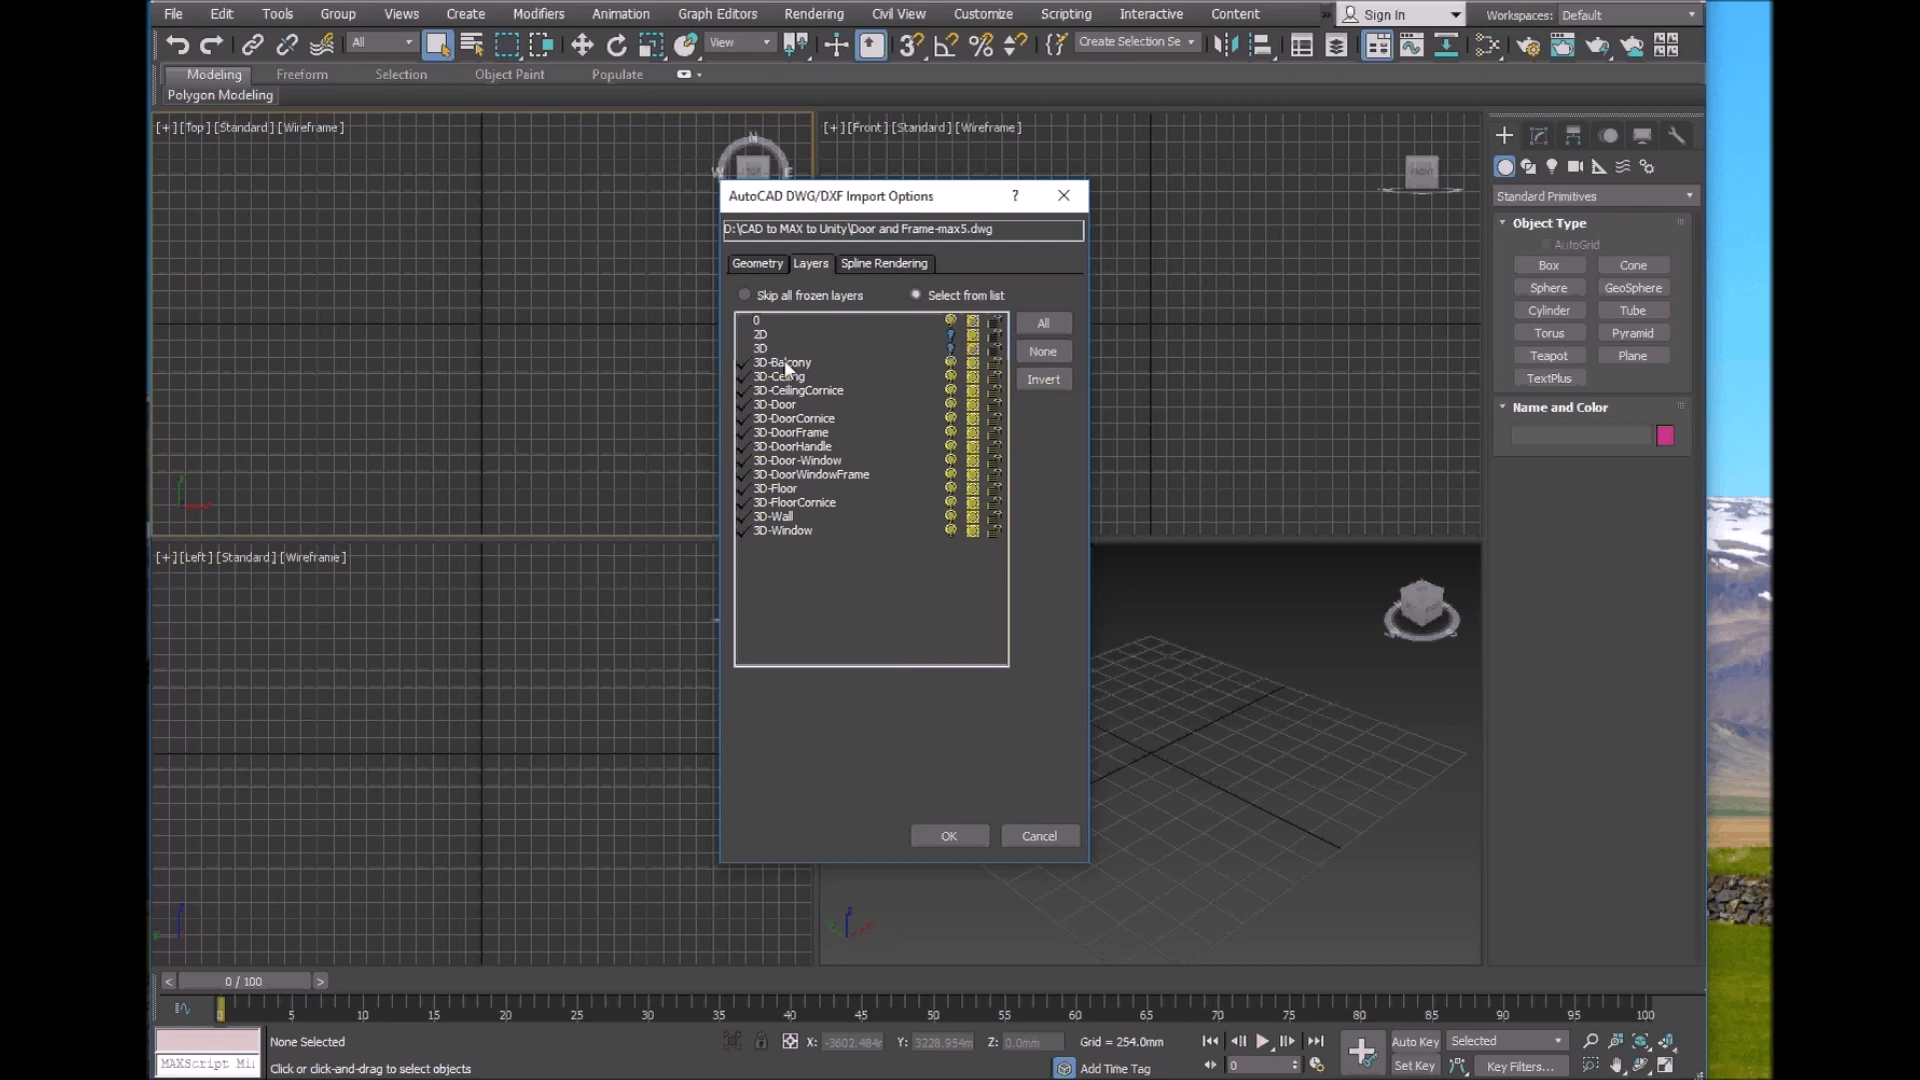 File Edit Tools Group Views Create Modifiers Animation Graph Editors Rendering Civil View Customize Scripting Interactive Content » Sign In Workspaces: Default
All View Create Selection Se
Modeling Freeform Selection Object Paint Populate
Polygon Modeling
[+] [Top] [Standard] [Wireframe]
[+] [Front] [Standard] [Wireframe]
N
W E
Standard Primitives
Object Type
AutoGrid
Box Cone
Sphere GeoSphere
Cylinder Tube
Torus Pyramid
Teapot Plane
TextPlus
Name and Color
AutoCAD DWG/DXF Import Options ?
D:\CAD to MAX to Unity\Door and Frame-max5.dwg
Geometry Layers Spline Rendering
Skip all frozen layers Select from list
0
2D
3D
3D-Balcony
3D-Ceiling
3D-CeilingCornice
3D-Door
3D-DoorCornice
3D-DoorFrame
3D-DoorHandle
3D-Door-Window
3D-DoorWindowFrame
3D-Floor
3D-FloorCornice
3D-Wall
3D-Window
All
None
Invert
OK Cancel
[+] [Left] [Standard] [Wireframe]
< 0 / 100 >
0 5 10 15 20 25 30 35 40 45 50 55 60 65 70 75 80 85 90 95 100
None Selected X: -3602.484m Y: 3228.954m Z: 0.0mm Grid = 254.0mm Auto Key Selected
MAXScript Mi Click or click-and-drag to select objects Add Time Tag 0 Set Key Key Filters...